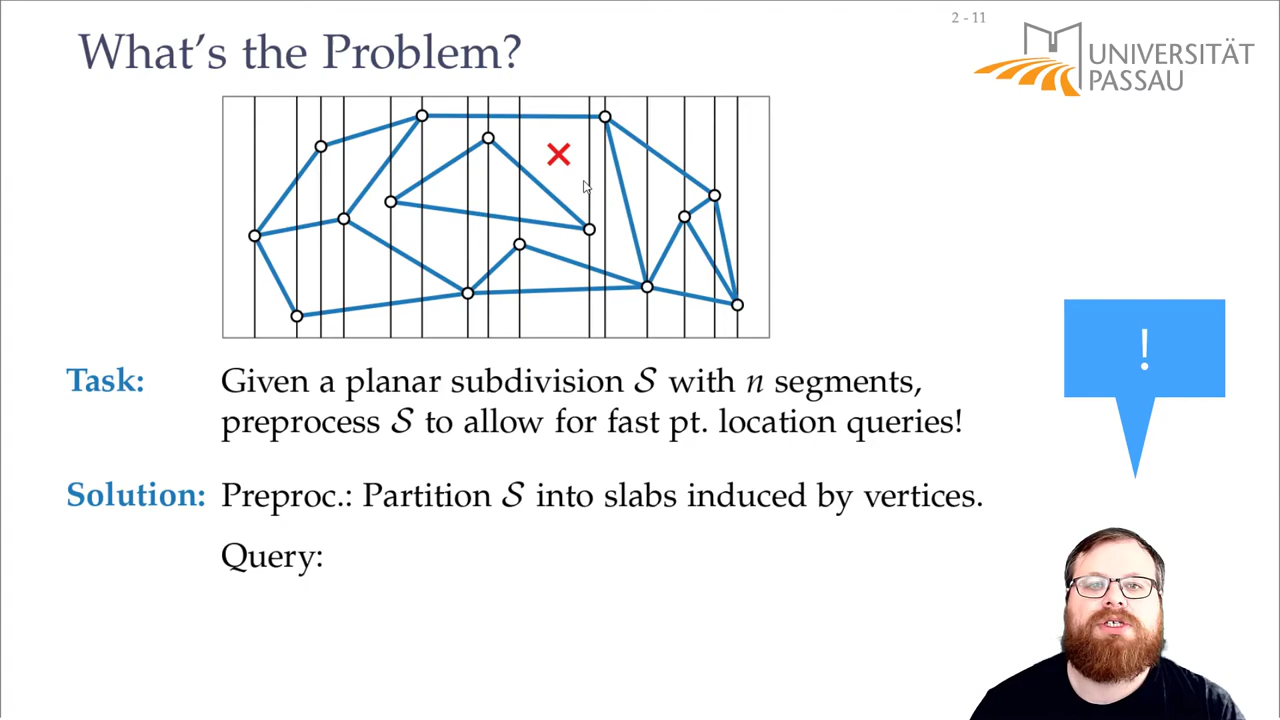 2 - 11
What's the Problem?
UNIVERSITÄT
PASSAU
Task: Given a planar subdivision 𝒮 with n segments,
preprocess 𝒮 to allow for fast pt. location queries!
!
Solution: Preproc.: Partition 𝒮 into slabs induced by vertices.
Query: